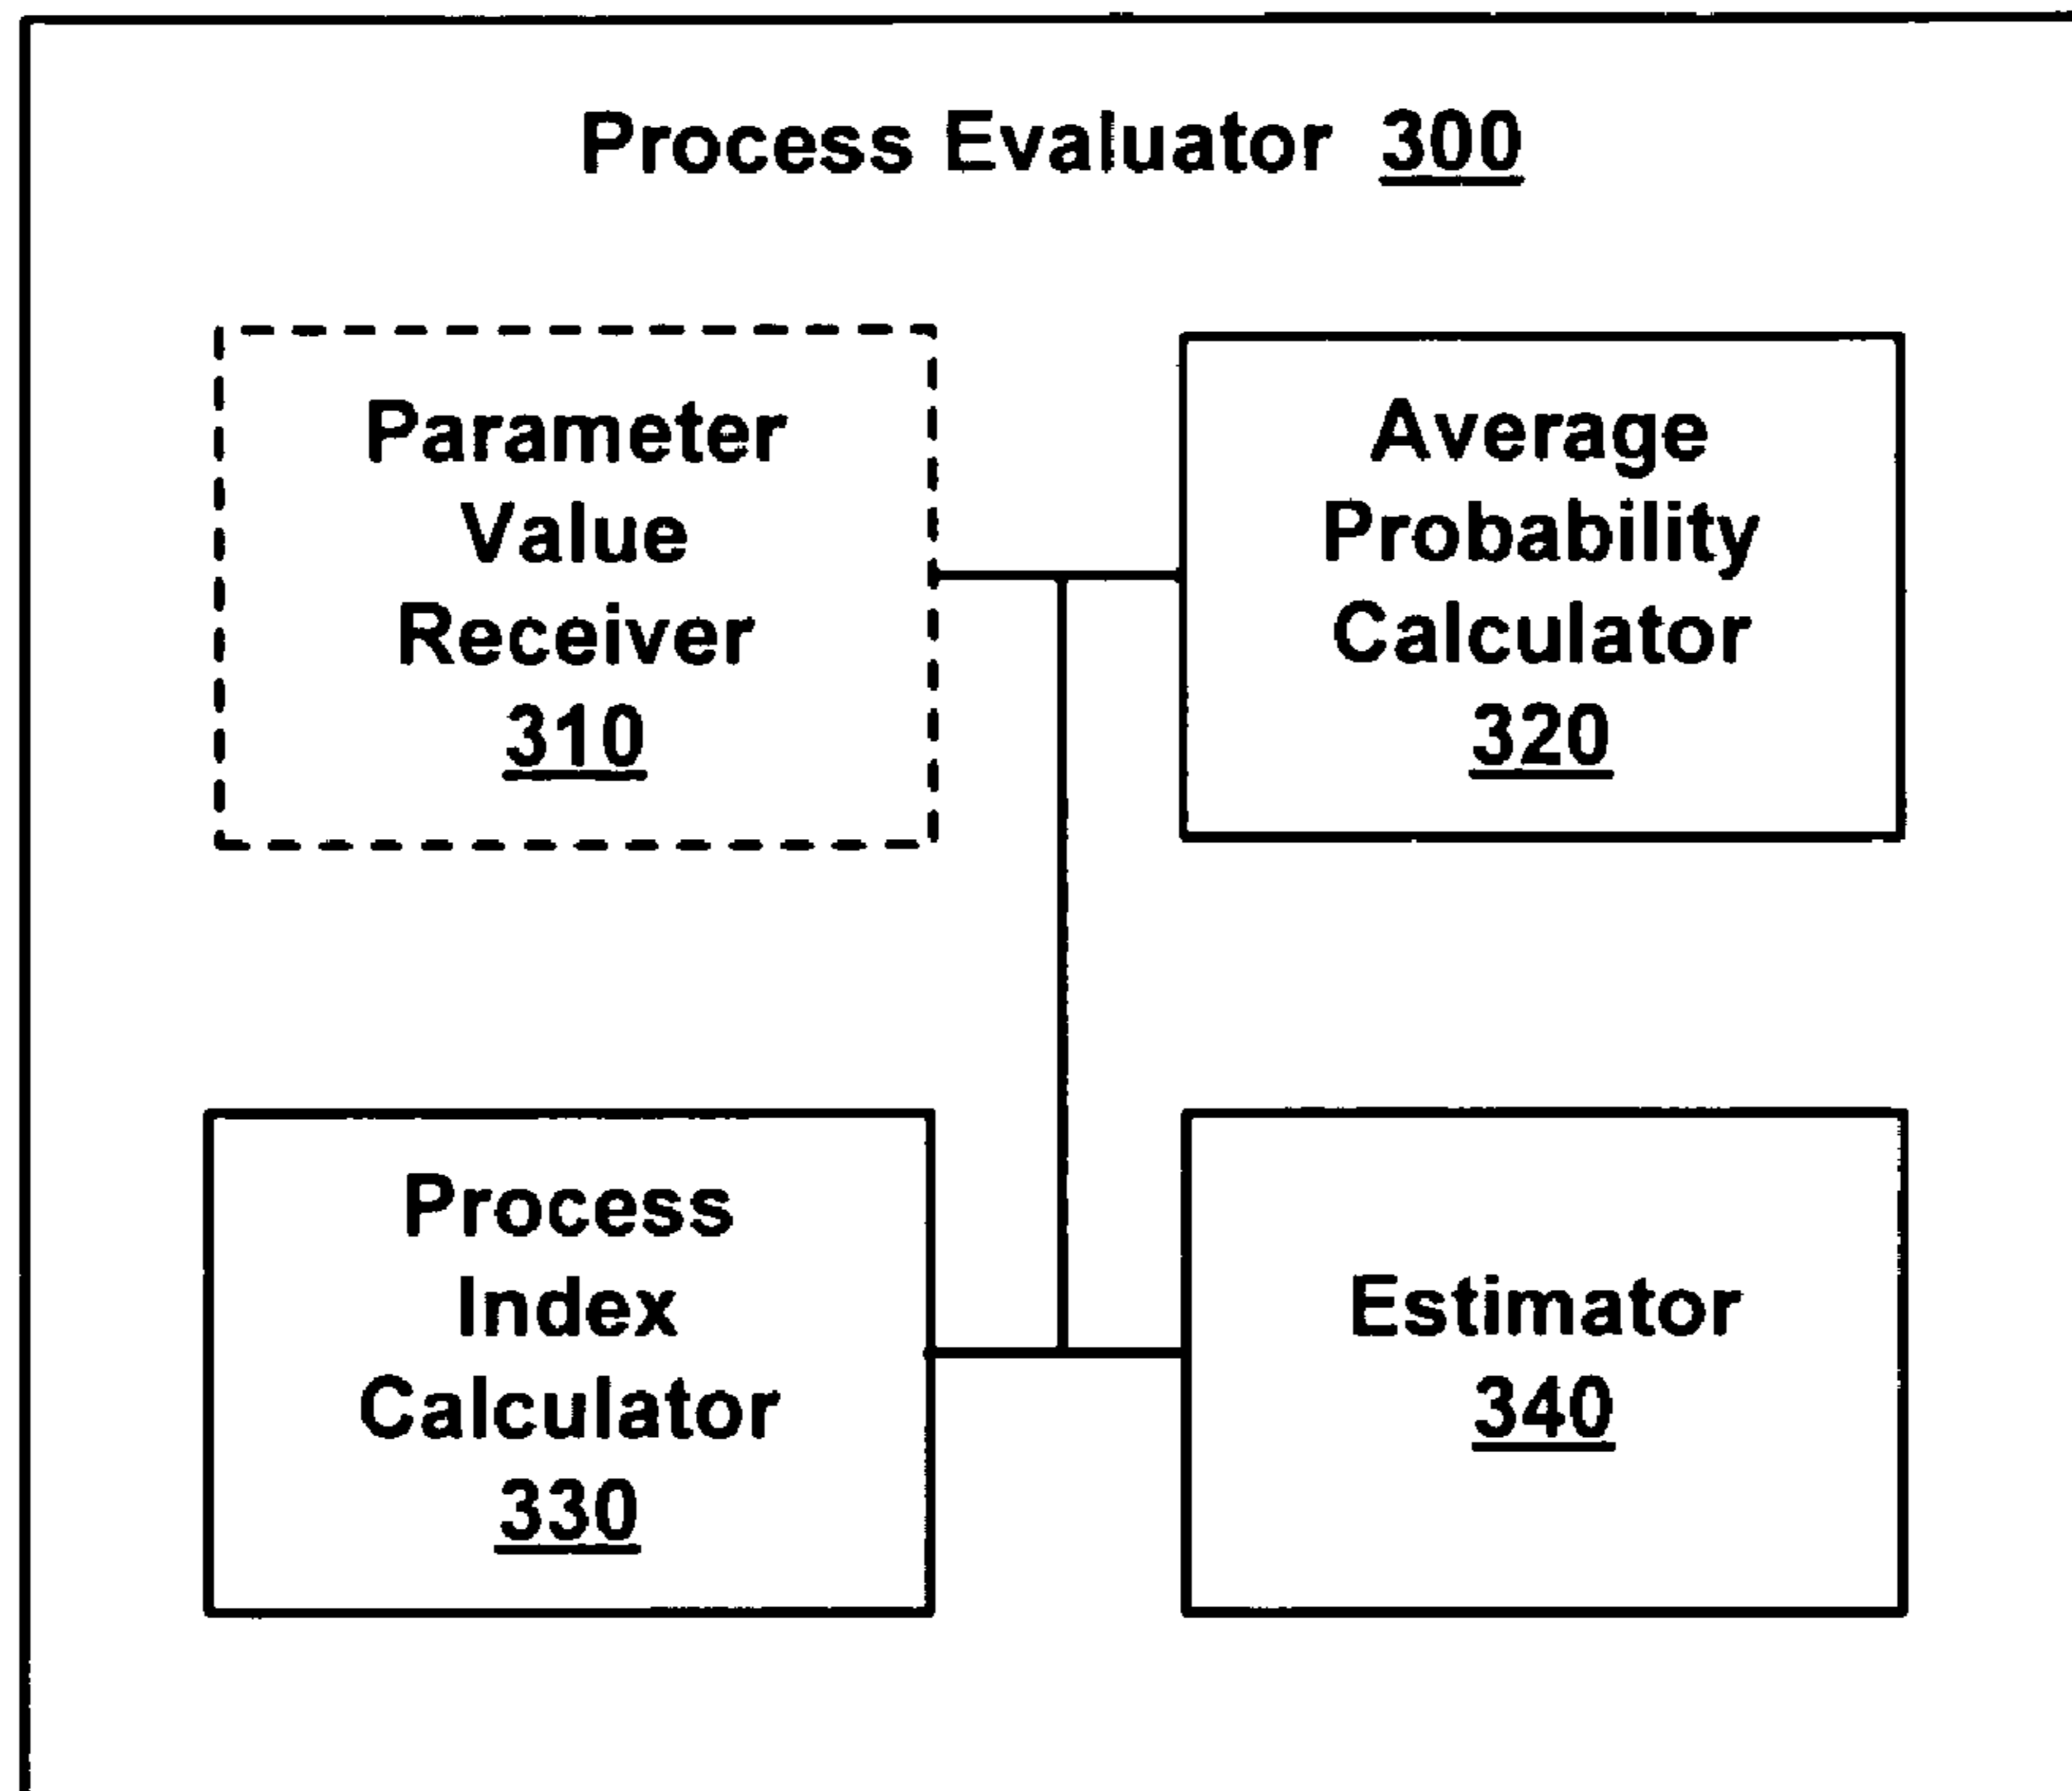 Process Evaluator 300
Parameter
Value
Receiver
310
Average
Probability
Calculator
320
Process
Index
Calculator
330
Estimator
340